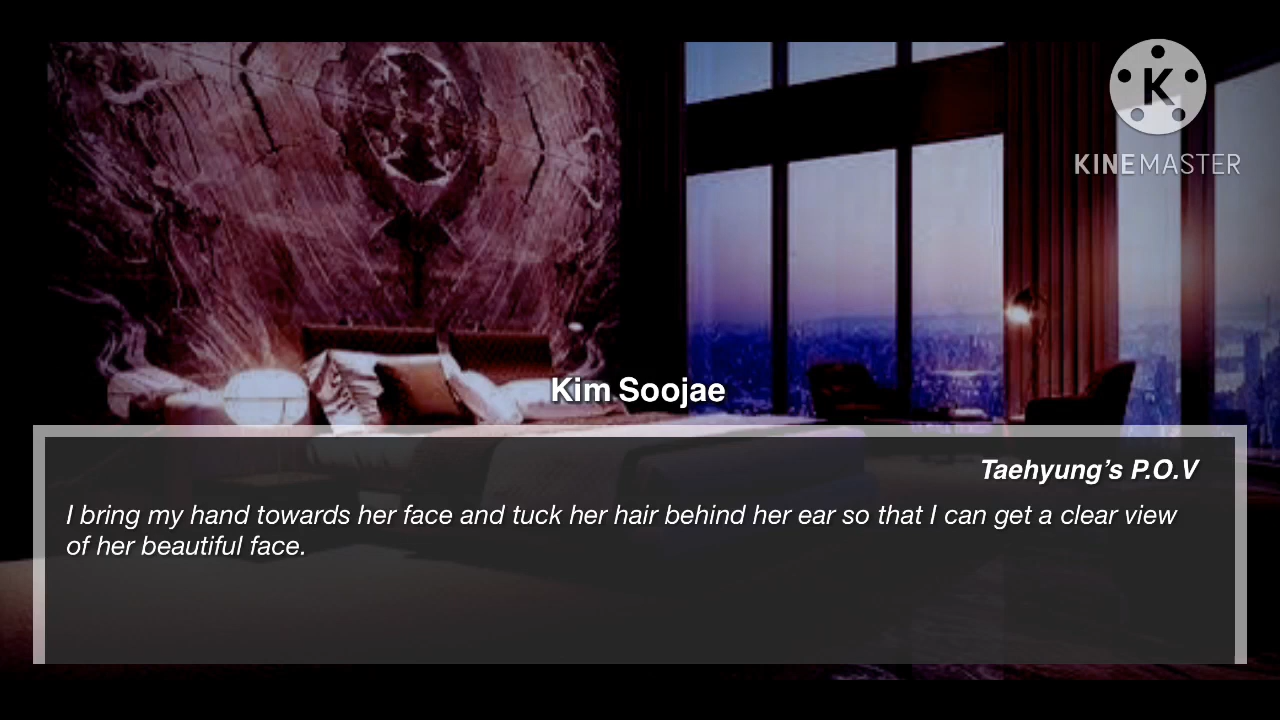 K
KINEMASTER
Kim Soojae
Taehyung’s P.O.V
I bring my hand towards her face and tuck her hair behind her ear so that I can get a clear view
of her beautiful face.